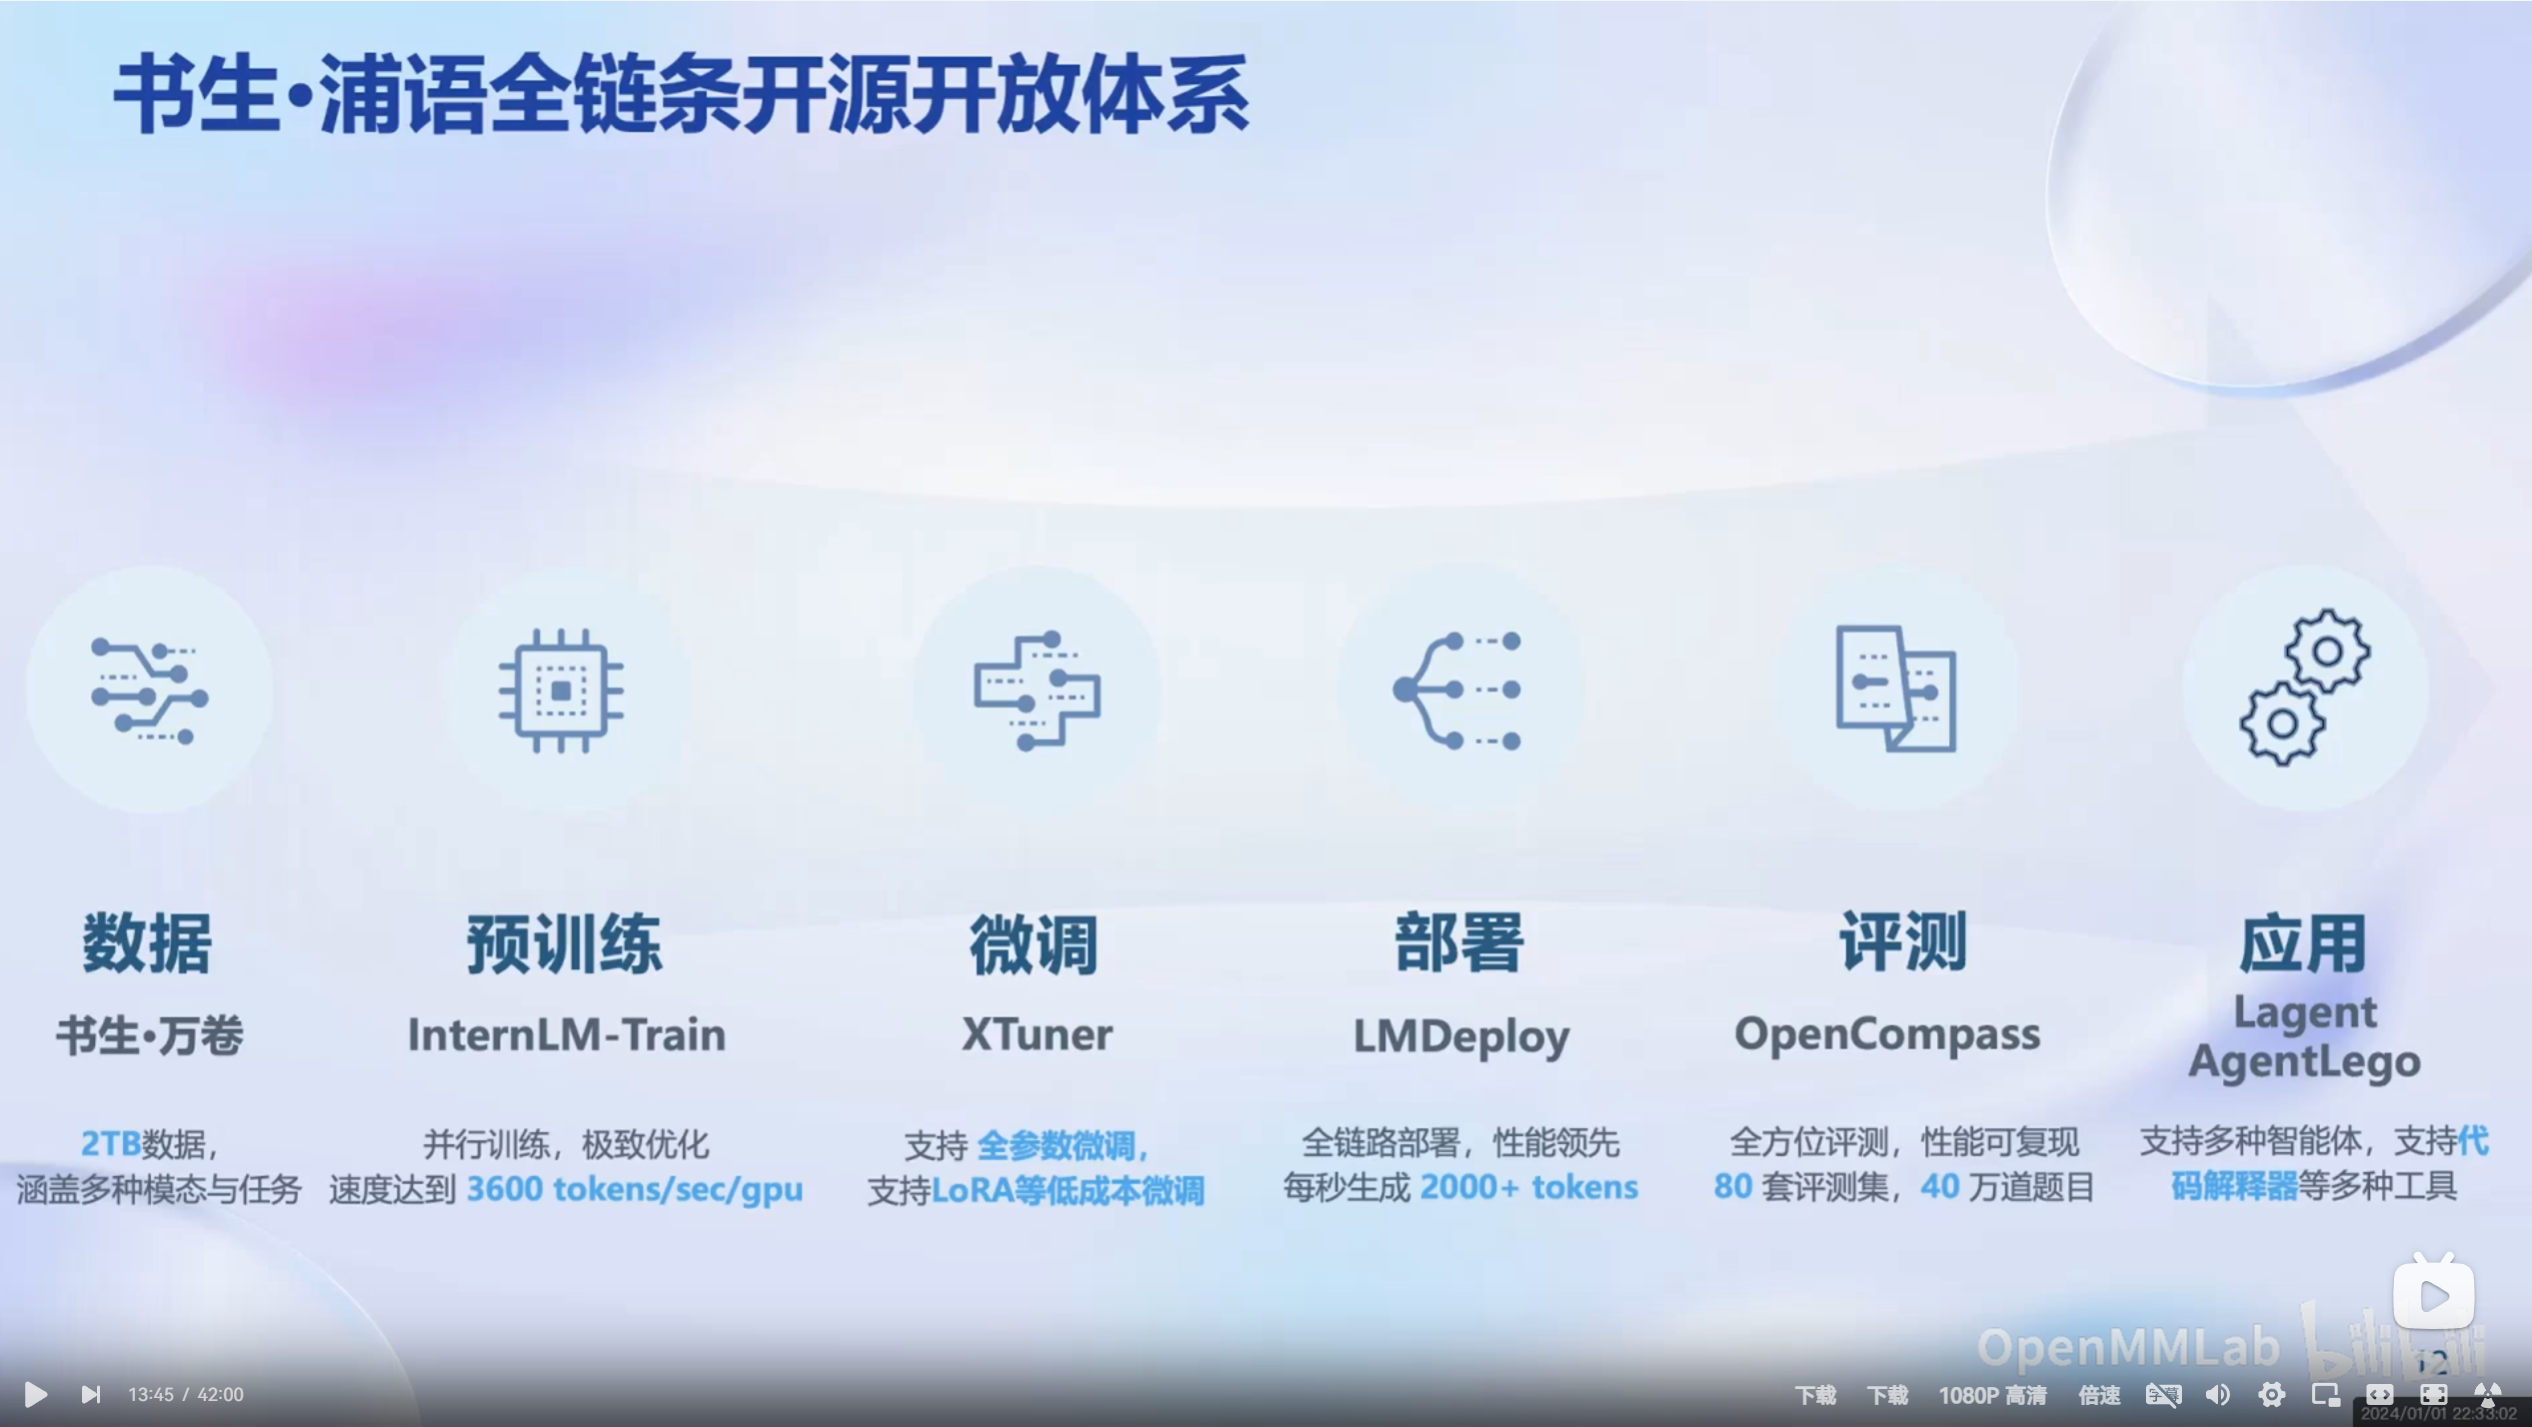 书生·浦语全链条开源开放体系
数据
书生·万卷
2TB数据，
涵盖多种模态与任务
预训练
InternLM-Train
并行训练，极致优化
速度达到 3600 tokens/sec/gpu
微调
XTuner
支持 全参数微调，
支持LoRA等低成本微调
部署
LMDeploy
全链路部署，性能领先
每秒生成 2000+ tokens
评测
OpenCompass
全方位评测，性能可复现
80 套评测集，40 万道题目
应用
Lagent
AgentLego
支持多种智能体，支持代
码解释器等多种工具
OpenMMLab bilibili
12
13:45 / 42:00
下载 下载 1080P 高清 倍速 字幕
2024/01/01 22:33:02